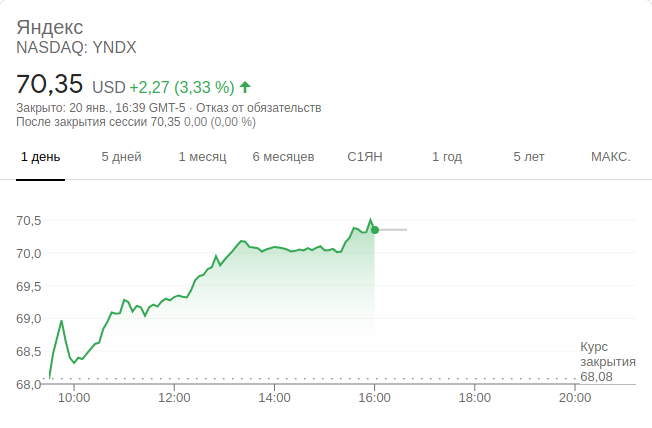 Яндекс
NASDAQ: YNDX
70,35 USD +2,27 (3,33 %)
Закрыто: 20 янв., 16:39 GMT-5 · Отказ от обязательств
После закрытия сессии 70,35 0,00 (0,00 %)
1 день 5 дней 1 месяц 6 месяцев С1ЯН 1 год 5 лет МАКС.
70,5
70,0
69,5
69,0
68,5
68,0
Курс
закрытия
68,08
10:00 12:00 14:00 16:00 18:00 20:00